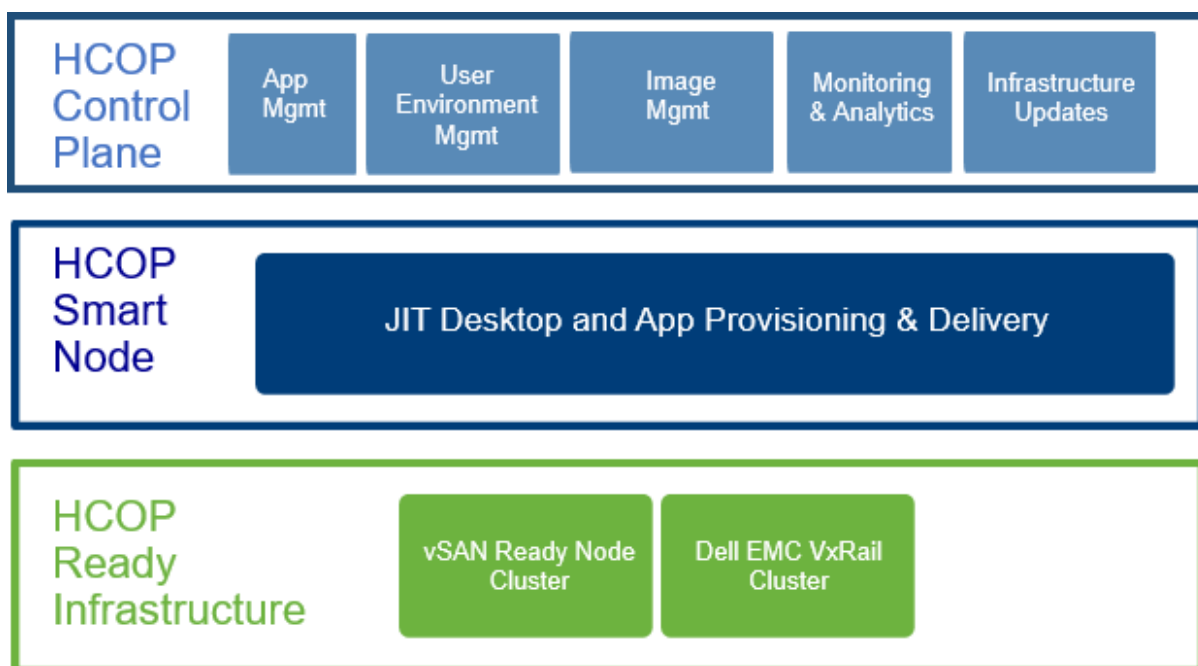 HCOP
Control
Plane
App
Mgmt
User
Environment
Mgmt
Image
Mgmt
Monitoring
& Analytics
Infrastructure
Updates
HCOP
Smart
Node
JIT Desktop and App Provisioning & Delivery
HCOP
Ready
Infrastructure
vSAN Ready Node
Cluster
Dell EMC VxRail
Cluster